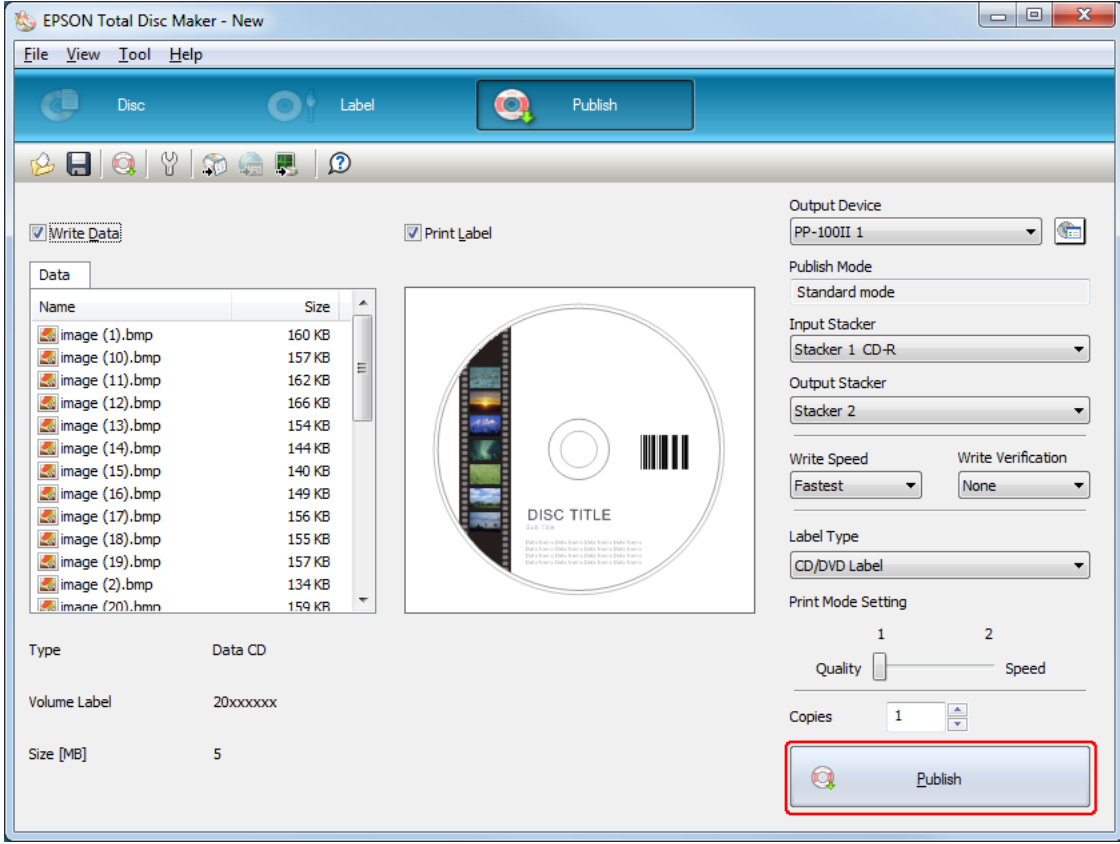 EPSON Total Disc Maker - New
File View Tool Help
Disc Label Publish
Write Data
Data
Name Size
image (1).bmp 160 KB
image (10).bmp 157 KB
image (11).bmp 162 KB
image (12).bmp 166 KB
image (13).bmp 154 KB
image (14).bmp 144 KB
image (15).bmp 140 KB
image (16).bmp 149 KB
image (17).bmp 156 KB
image (18).bmp 155 KB
image (19).bmp 157 KB
image (2).bmp 134 KB
image (20).bmp 159 KB
Type Data CD
Volume Label 20xxxxxx
Size [MB] 5
Print Label
DISC TITLE
Sub Title
Output Device
PP-100II 1
Publish Mode
Standard mode
Input Stacker
Stacker 1 CD-R
Output Stacker
Stacker 2
Write Speed Write Verification
Fastest None
Label Type
CD/DVD Label
Print Mode Setting
1 2
Quality Speed
Copies 1
Publish